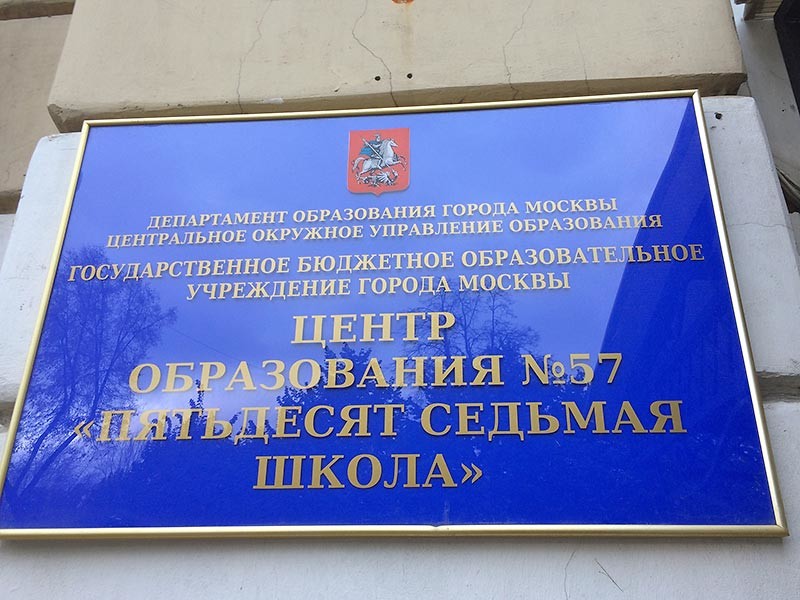 ДЕПАРТАМЕНТ ОБРАЗОВАНИЯ ГОРОДА МОСКВЫ
ЦЕНТРАЛЬНОЕ ОКРУЖНОЕ УПРАВЛЕНИЕ ОБРАЗОВАНИЯ
ГОСУДАРСТВЕННОЕ БЮДЖЕТНОЕ ОБРАЗОВАТЕЛЬНОЕ
УЧРЕЖДЕНИЕ ГОРОДА МОСКВЫ
ЦЕНТР
ОБРАЗОВАНИЯ №57
«ПЯТЬДЕСЯТ СЕДЬМАЯ
ШКОЛА»